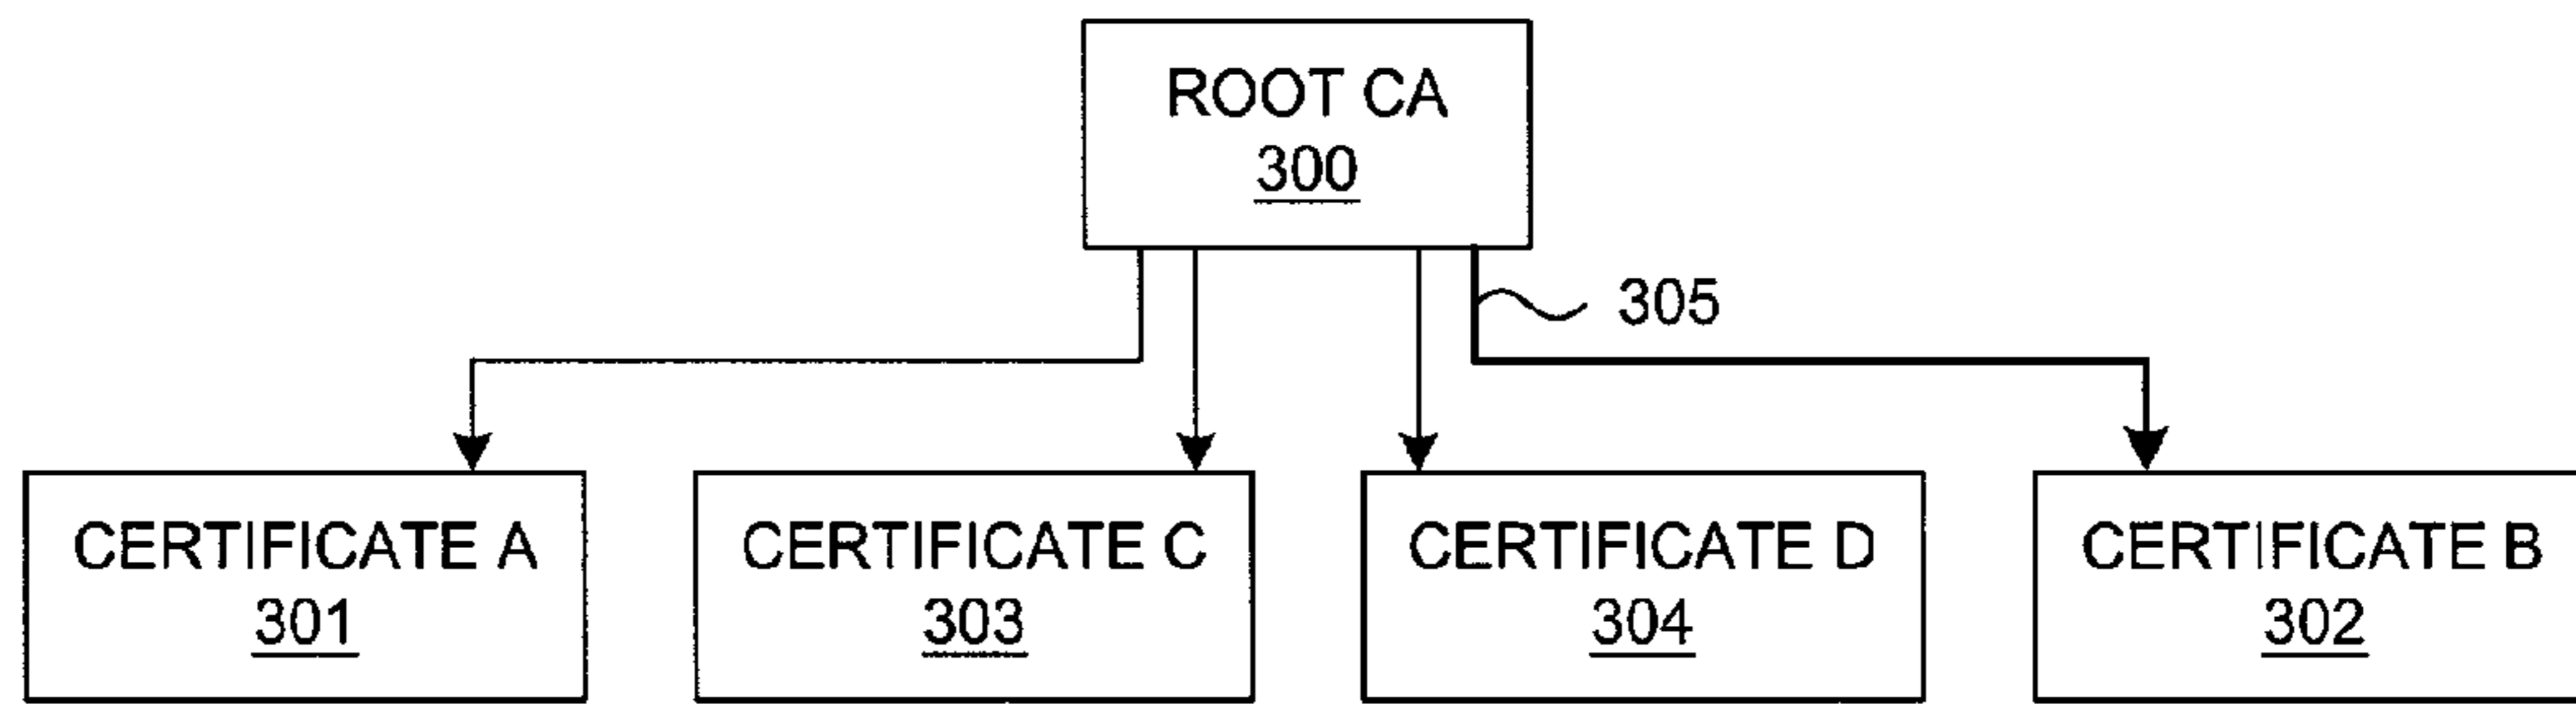 ROOT CA
300
305
CERTIFICATE A
301
CERTIFICATE C
303
CERTIFICATE D
304
CERTIFICATE B
302